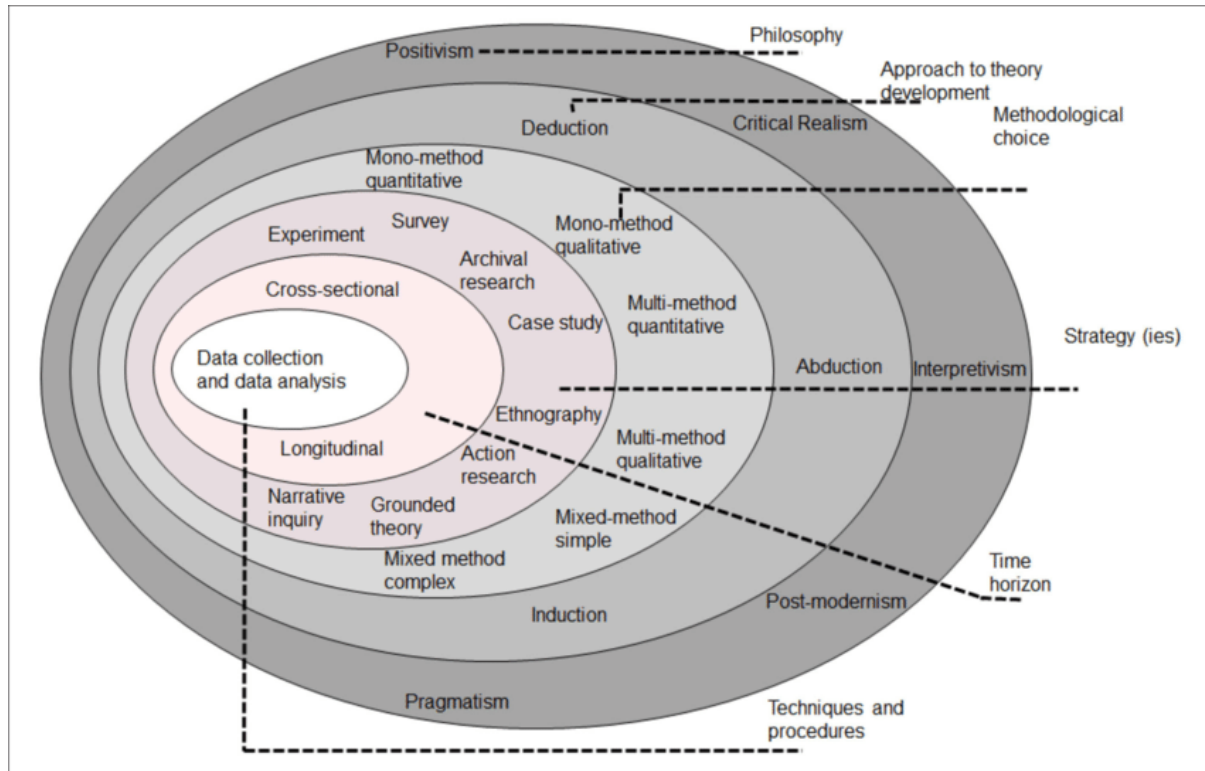 Philosophy
Positivism
Approach to theory
development
Critical Realism
Methodological
choice
Deduction
Mono-method
quantitative
Mono-method
qualitative
Survey
Experiment
Archival
research
Cross-sectional
Case study
Multi-method
quantitative
Strategy (ies)
Data collection
and data analysis
Abduction
Interpretivism
Ethnography
Longitudinal
Action
research
Multi-method
qualitative
Narrative
inquiry
Grounded
theory
Mixed-method
simple
Mixed method
complex
Time
horizon
Induction
Post-modernism
Pragmatism
Techniques and
procedures